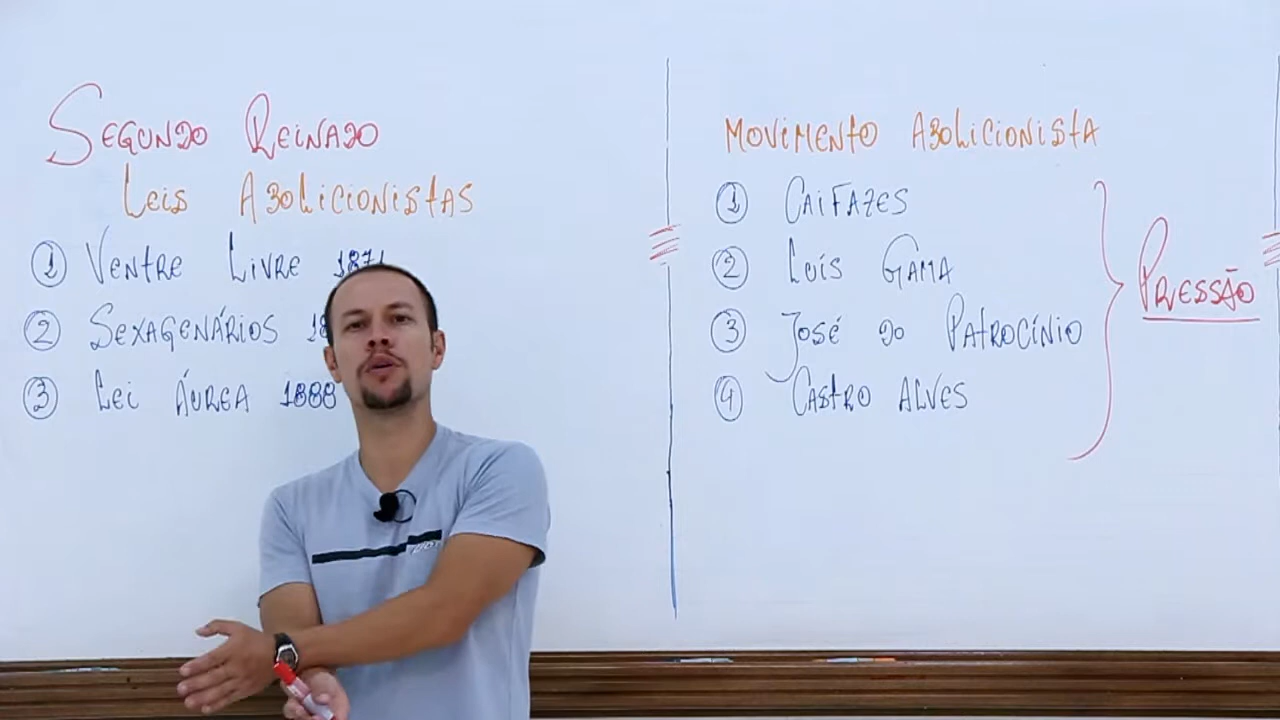 Segundo Reinado
Leis Abolicionistas
1 Ventre Livre 1871
2 Sexagenários 18
3 Lei Áurea 1888
Movimento Abolicionista
1 Caifazes
2 Luís Gama
3 José do Patrocínio
4 Castro Alves
Pressão